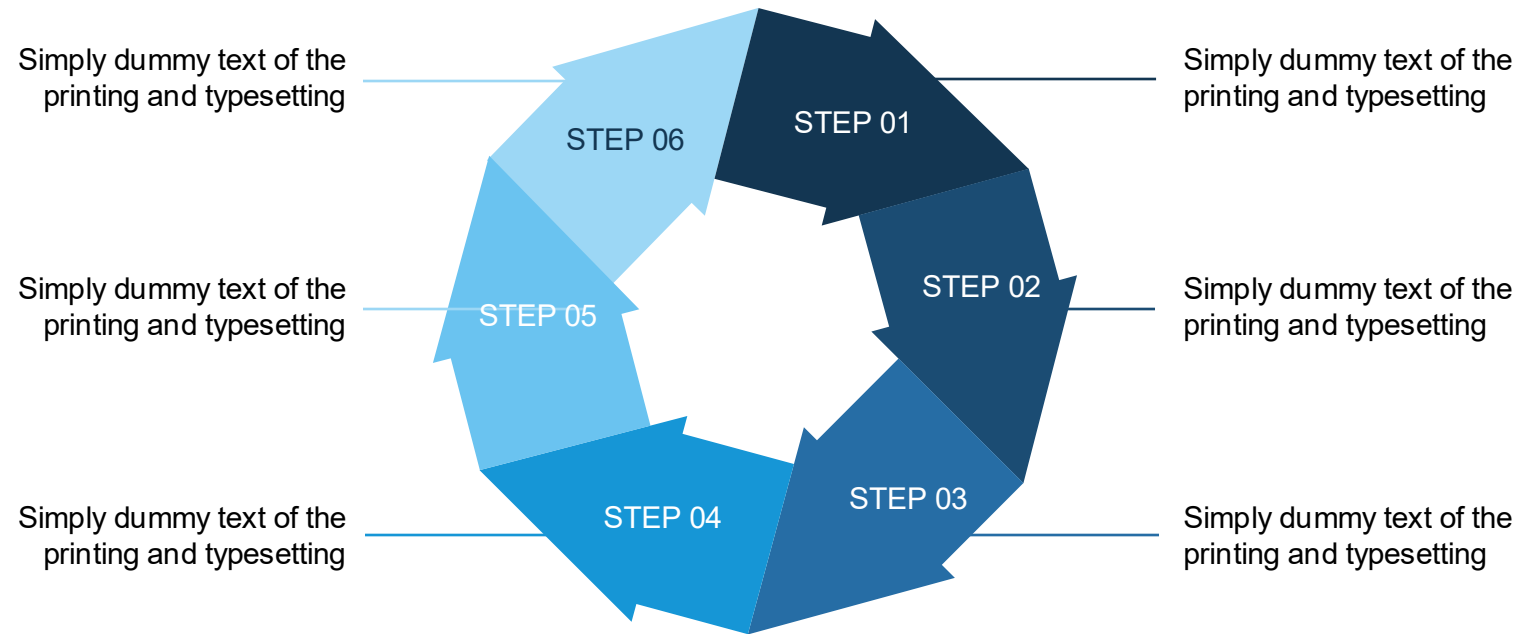 Simply dummy text of the
printing and typesetting
STEP 01
Simply dummy text of the
printing and typesetting
STEP 02
Simply dummy text of the
printing and typesetting
STEP 03
Simply dummy text of the
printing and typesetting
STEP 04
Simply dummy text of the
printing and typesetting
STEP 05
Simply dummy text of the
printing and typesetting
STEP 06